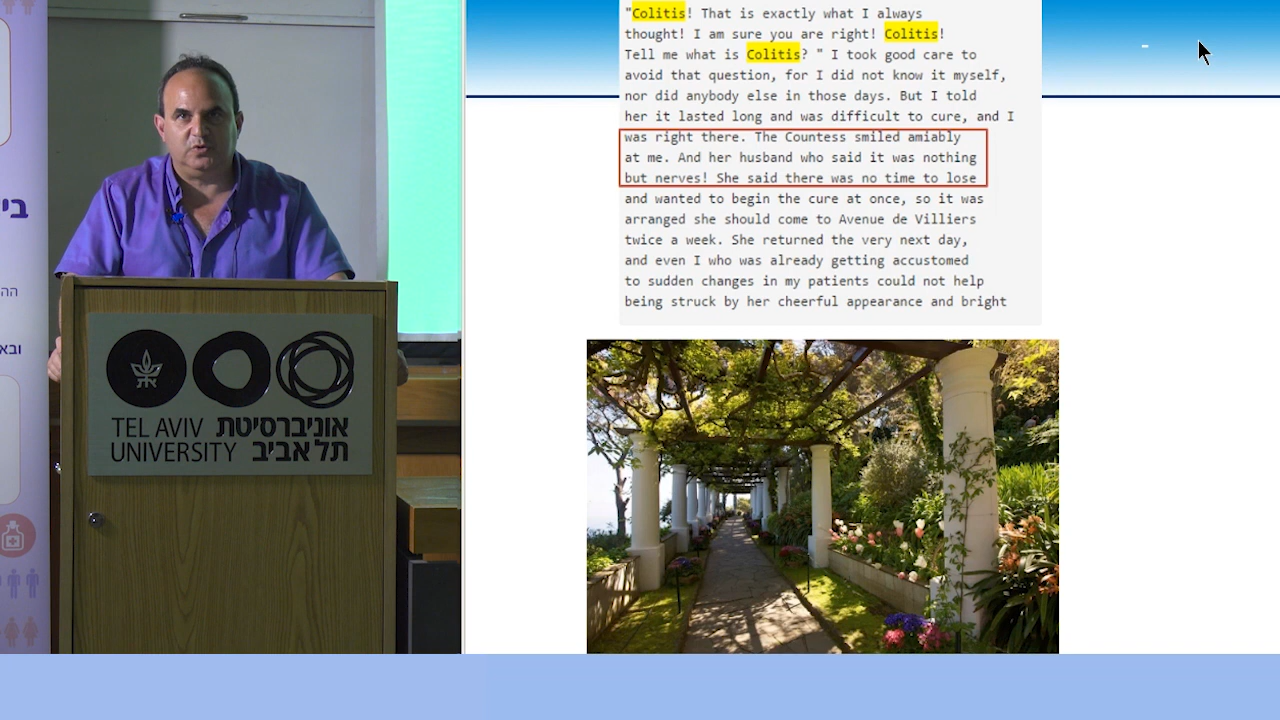 בי
הה
ובא
TEL AVIV אוניברסיטת
UNIVERSITY תל אביב
"Colitis! That is exactly what I always
thought! I am sure you are right! Colitis!
Tell me what is Colitis? " I took good care to
avoid that question, for I did not know it myself,
nor did anybody else in those days. But I told
her it lasted long and was difficult to cure, and I
was right there. The Countess smiled amiably
at me. And her husband who said it was nothing
but nerves! She said there was no time to lose
and wanted to begin the cure at once, so it was
arranged she should come to Avenue de Villiers
twice a week. She returned the very next day,
and even I who was already getting accustomed
to sudden changes in my patients could not help
being struck by her cheerful appearance and bright